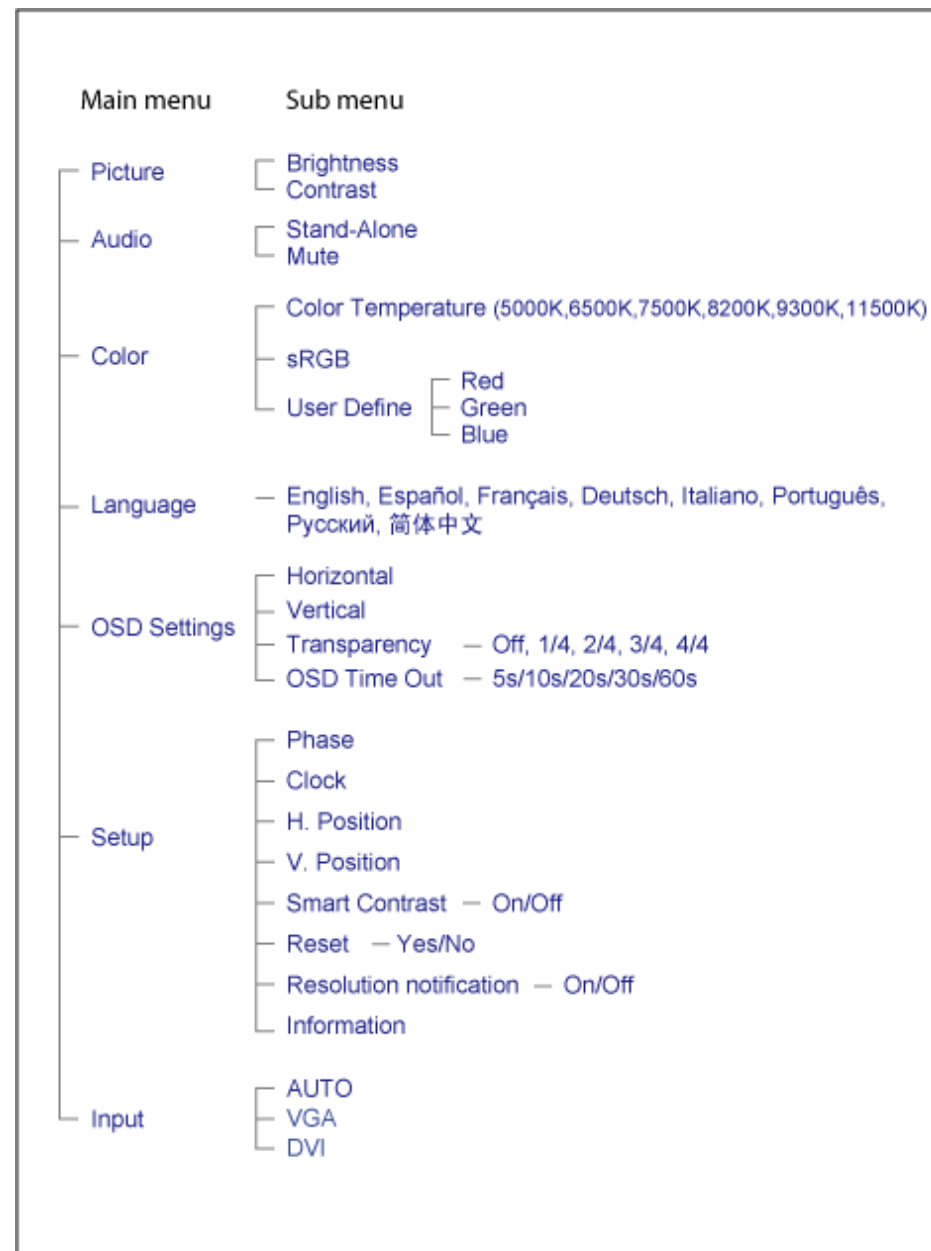 Main menu Sub menu
Picture Brightness
Contrast
Audio Stand-Alone
Mute
Color Temperature (5000K,6500K,7500K,8200K,9300K,11500K)
Color sRGB
Red
User Define Green
Blue
Language English, Español, Français, Deutsch, Italiano, Português,
Русский, 简体中文
Horizontal
Vertical
OSD Settings
Transparency — Off, 1/4, 2/4, 3/4, 4/4
OSD Time Out — 5s/10s/20s/30s/60s
Phase
Clock
H. Position
Setup
V. Position
Smart Contrast — On/Off
Reset — Yes/No
Resolution notification — On/Off
Information
AUTO
Input VGA
DVI